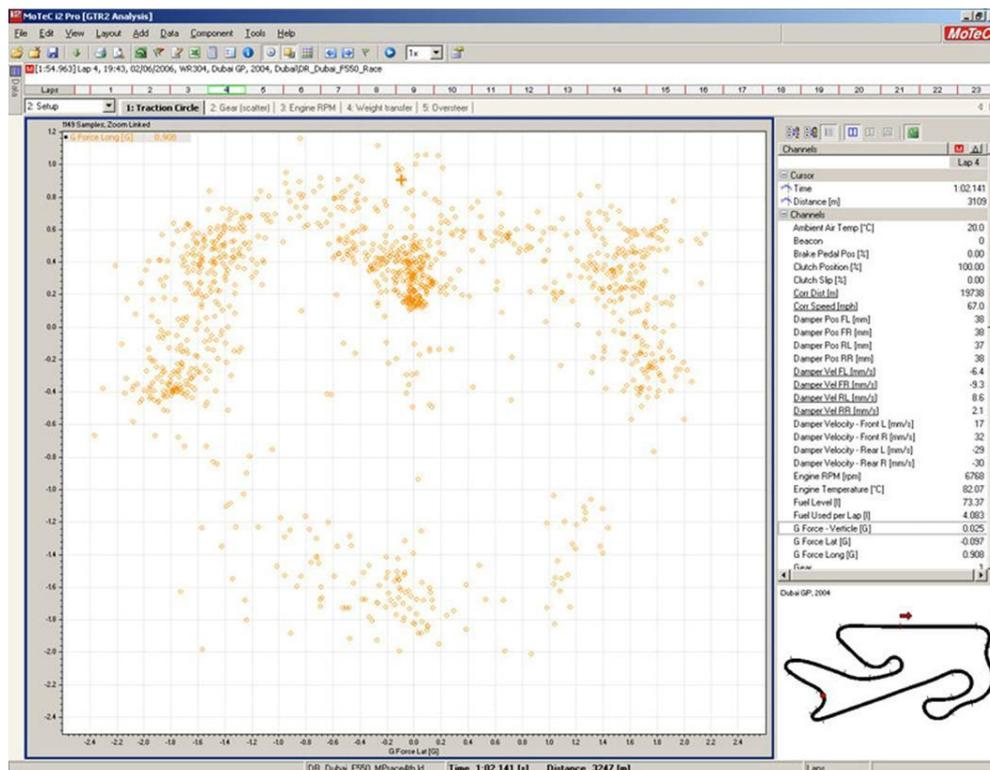 MoTeC i2 Pro [GTR2 Analysis]
File Edit View Layout Add Data Component Tools Help
MoTeC
1x
[1:54.963] Lap 4, 19:43, 02/06/2006, WR304, Dubai GP, 2004, Dubai\DR_Dubai_F550_Race
Data
Laps 1 2 3 4 5 6 7 8 9 10 11 12 13 14 15 16 17 18 19 20 21 22 23
2: Setup 1: Traction Circle 2: Gear (scatter) 3: Engine RPM 4: Weight transfer 5: Oversteer
1149 Samples, Zoom Linked
G Force Long [G] 0.908
1.2
1.0
0.8
0.6
0.4
0.2
0.0
-0.2
-0.4
-0.6
-0.8
-1.0
-1.2
-1.4
-1.6
-1.8
-2.0
-2.2
-2.4
-2.4 -2.2 -2.0 -1.8 -1.6 -1.4 -1.2 -1.0 -0.8 -0.6 -0.4 -0.2 0.0 0.2 0.4 0.6 0.8 1.0 1.2 1.4 1.6 1.8 2.0 2.2 2.4 2.6
G Force Lat [G]
Channels M
Lap 4
Cursor
Time 1:02.141
Distance [m] 3109
Channels
Ambient Air Temp [°C] 20.0
Beacon 0
Brake Pedal Pos [%] 0.00
Clutch Position [%] 100.00
Clutch Slip [%] 0.00
Corr Dist [m] 19738
Corr Speed [mph] 67.0
Damper Pos FL [mm] 38
Damper Pos FR [mm] 38
Damper Pos RL [mm] 37
Damper Pos RR [mm] 38
Damper Vel FL [mm/s] -6.4
Damper Vel FR [mm/s] -9.3
Damper Vel RL [mm/s] 8.6
Damper Vel RR [mm/s] 2.1
Damper Velocity - Front L [mm/s] 17
Damper Velocity - Front R [mm/s] 32
Damper Velocity - Rear L [mm/s] -29
Damper Velocity - Rear R [mm/s] -30
Engine RPM [rpm] 6768
Engine Temperature [°C] 82.07
Fuel Level [l] 73.37
Fuel Used per Lap [l] 4.083
G Force - Verticle [G] 0.025
G Force Lat [G] -0.097
G Force Long [G] 0.908
Gear
Dubai GP, 2004
DR_Dubai_F550_MPrace4th.ld Time 1:02.141 [s] Distance 3247 [m] Laps